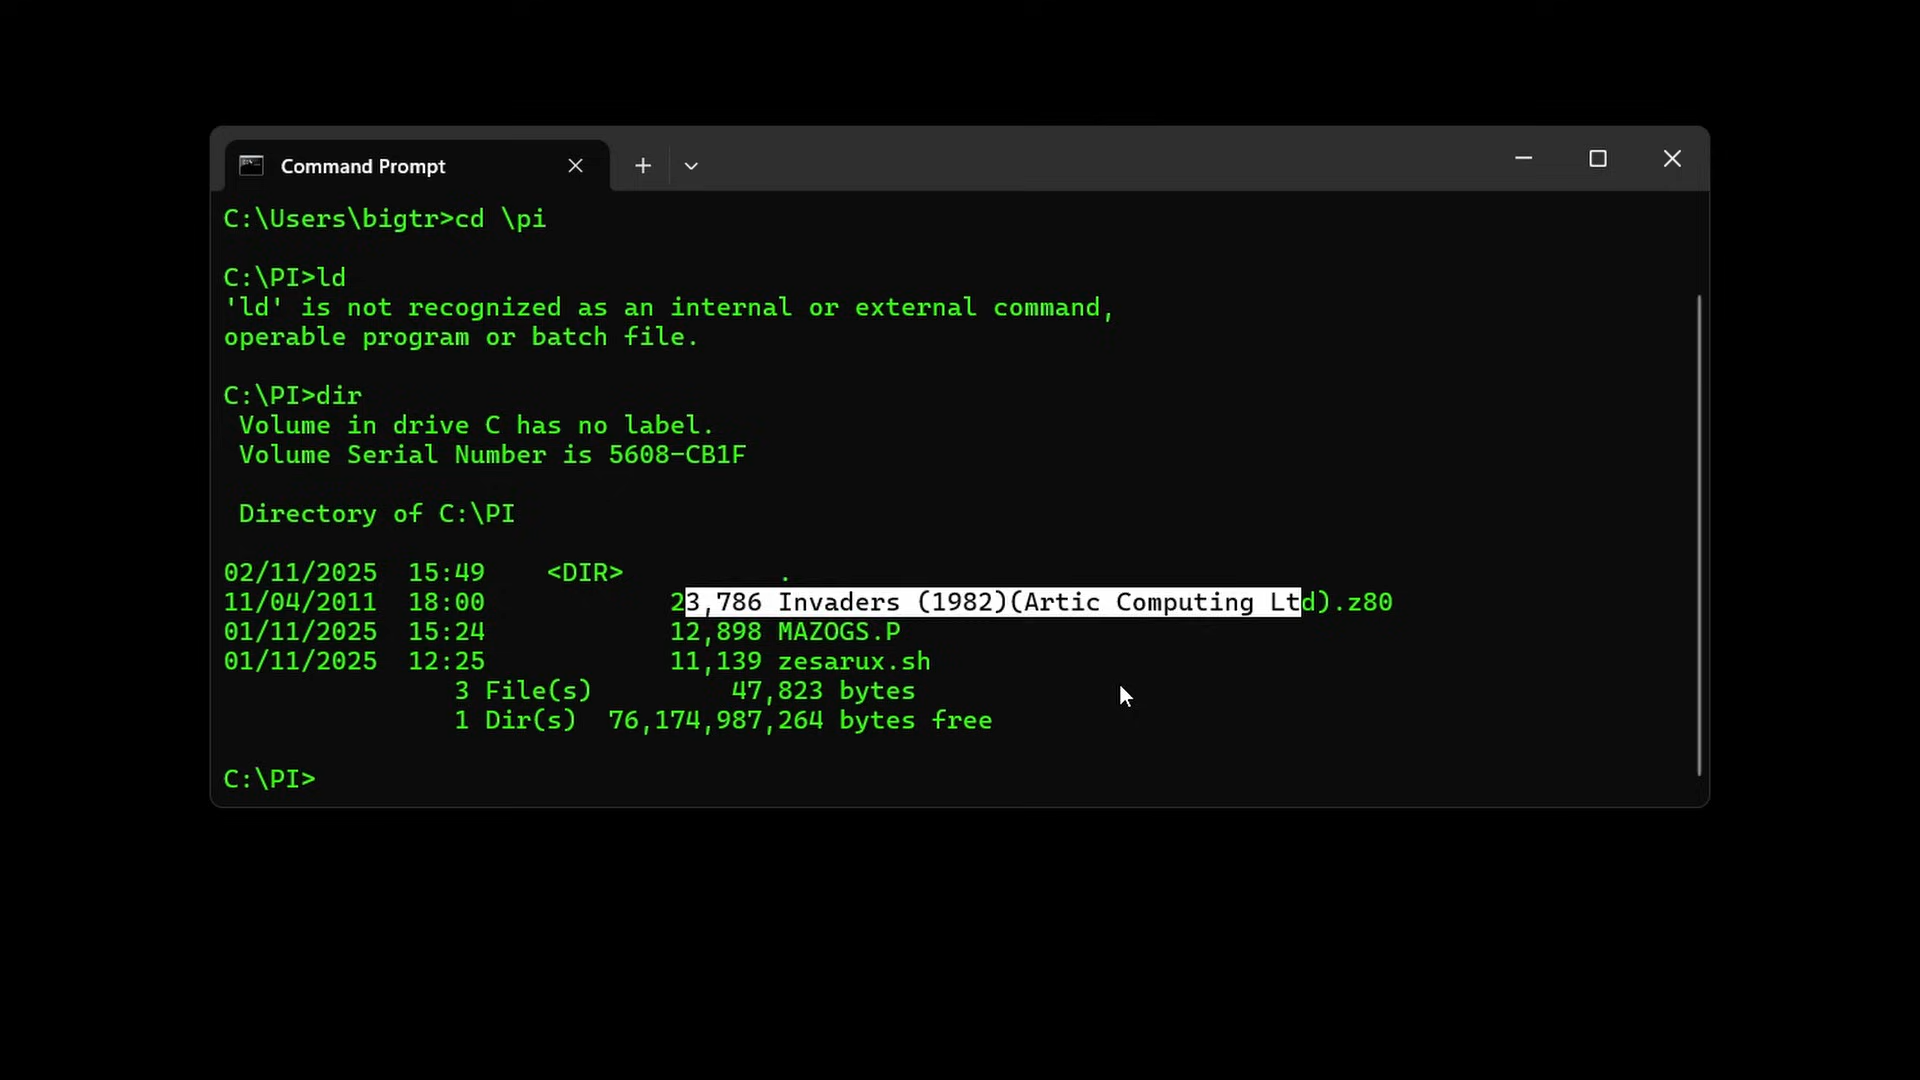 Command Prompt
C:\Users\bigtr>cd \pi
C:\PI>ld
'ld' is not recognized as an internal or external command,
operable program or batch file.
C:\PI>dir
 Volume in drive C has no label.
 Volume Serial Number is 5608-CB1F
 Directory of C:\PI
02/11/2025  15:49    <DIR>          .
11/04/2011  18:00            23,786 Invaders (1982)(Artic Computing Ltd).z80
01/11/2025  15:24            12,898 MAZOGS.P
01/11/2025  12:25            11,139 zesarux.sh
               3 File(s)         47,823 bytes
               1 Dir(s)  76,174,987,264 bytes free
C:\PI>